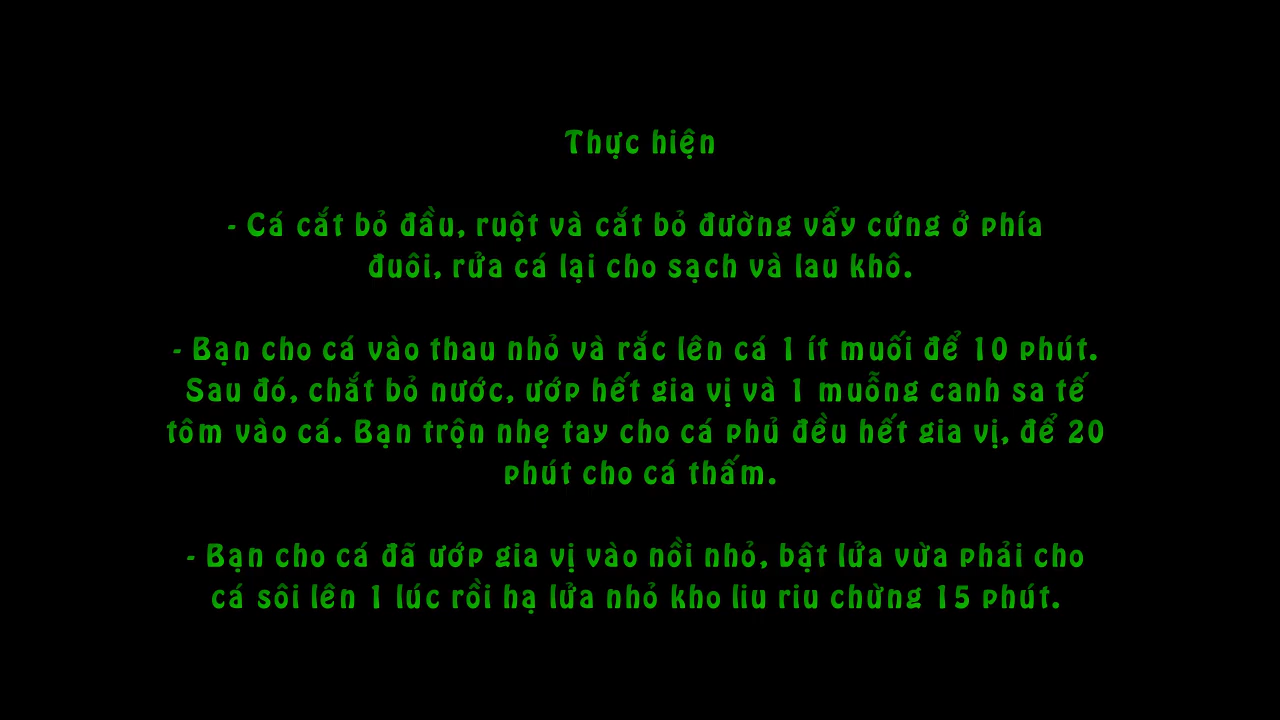 Thực hiện
- Cá cắt bỏ đầu, ruột và cắt bỏ đường vẩy cứng ở phía
đuôi, rửa cá lại cho sạch và lau khô.
- Bạn cho cá vào thau nhỏ và rắc lên cá 1 ít muối để 10 phút.
Sau đó, chắt bỏ nước, ướp hết gia vị và 1 muỗng canh sa tế
tôm vào cá. Bạn trộn nhẹ tay cho cá phủ đều hết gia vị, để 20
phút cho cá thấm.
- Bạn cho cá đã ướp gia vị vào nồi nhỏ, bật lửa vừa phải cho
cá sôi lên 1 lúc rồi hạ lửa nhỏ kho liu riu chừng 15 phút.